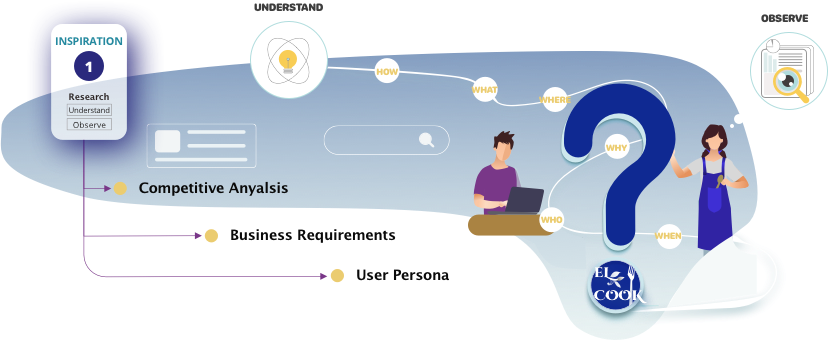 UNDERSTAND
OBSERVE
INSPIRATION
1
Research
Understand
Observe
HOW
WHAT
WHERE
WHY
WHO
WHEN
Competitive Anyalsis
Business Requirements
User Persona
EL
COOK